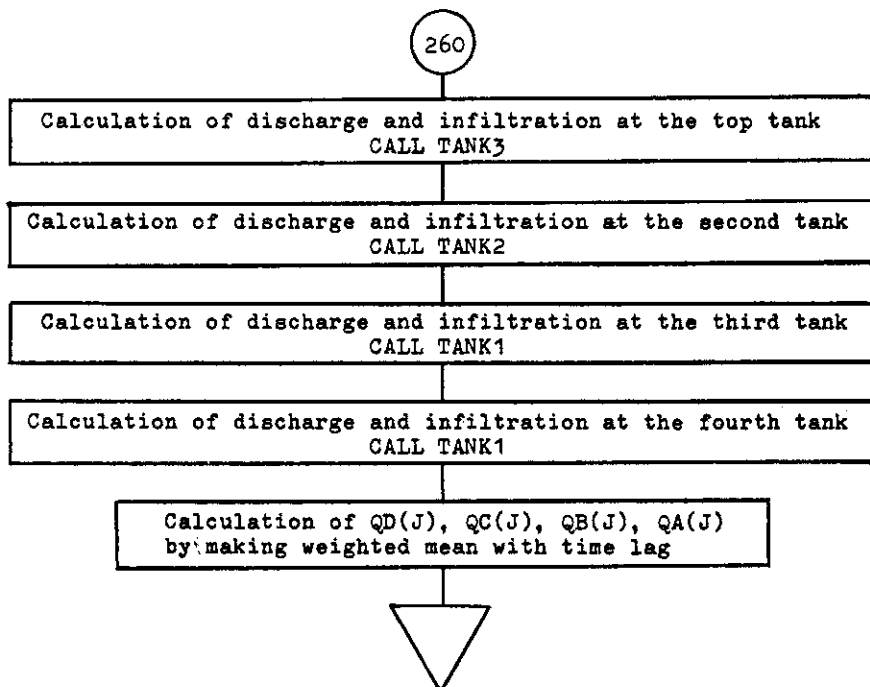 260
Calculation of discharge and infiltration at the top tank
CALL TANK3
Calculation of discharge and infiltration at the second tank
CALL TANK2
Calculation of discharge and infiltration at the third tank
CALL TANK1
Calculation of discharge and infiltration at the fourth tank
CALL TANK1
Calculation of QD(J), QC(J), QB(J), QA(J)
by making weighted mean with time lag